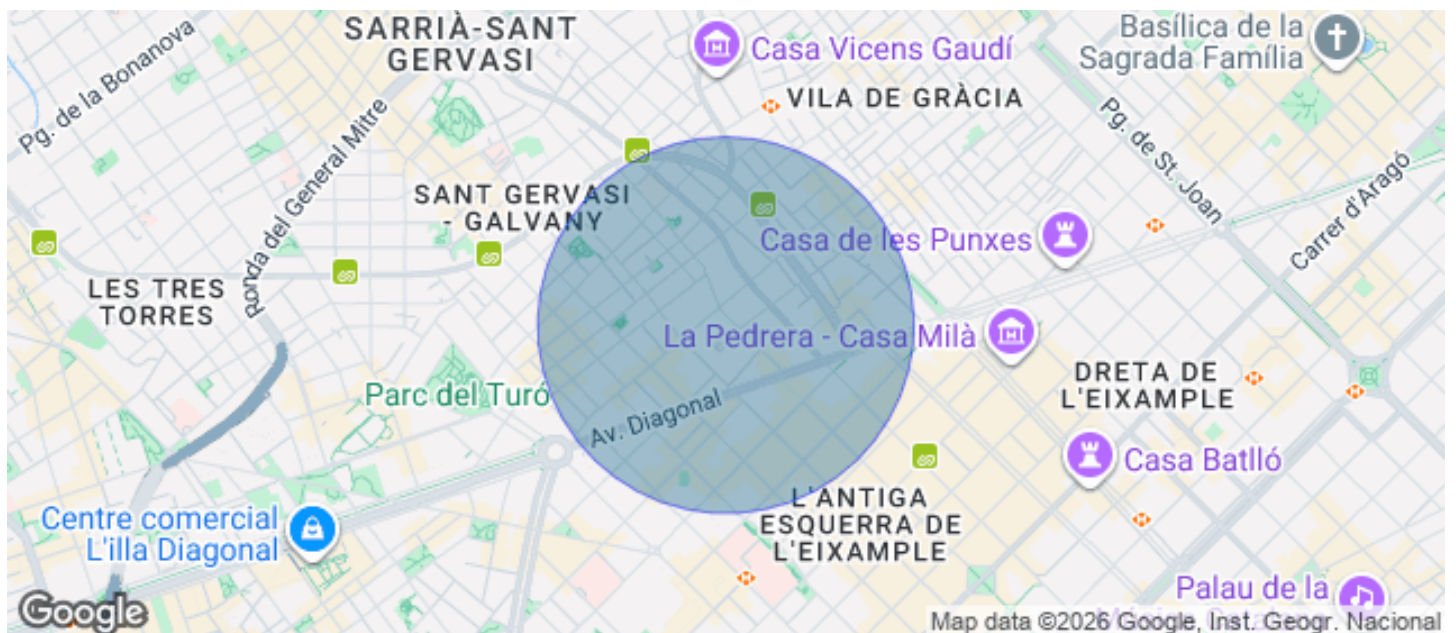 SARRIÀ-SANT
GERVASI
Pg. de la Bonanova
Ronda del General Mitre
Casa Vicens Gaudí
VILA DE GRÀCIA
Basílica de la
Sagrada Família
Pg. de St. Joan
Carrer d'Aragó
SANT GERVASI
- GALVANY
LES TRES
TORRES
Casa de les Punxes
La Pedrera - Casa Milà
Parc del Turó
Av. Diagonal
DRETA DE
L'EIXAMPLE
Casa Batlló
L'ANTIGA
ESQUERRA DE
L'EIXAMPLE
Centre comercial
L'illa Diagonal
Palau de la
Google
Map data ©2026 Google, Inst. Geogr. Nacional